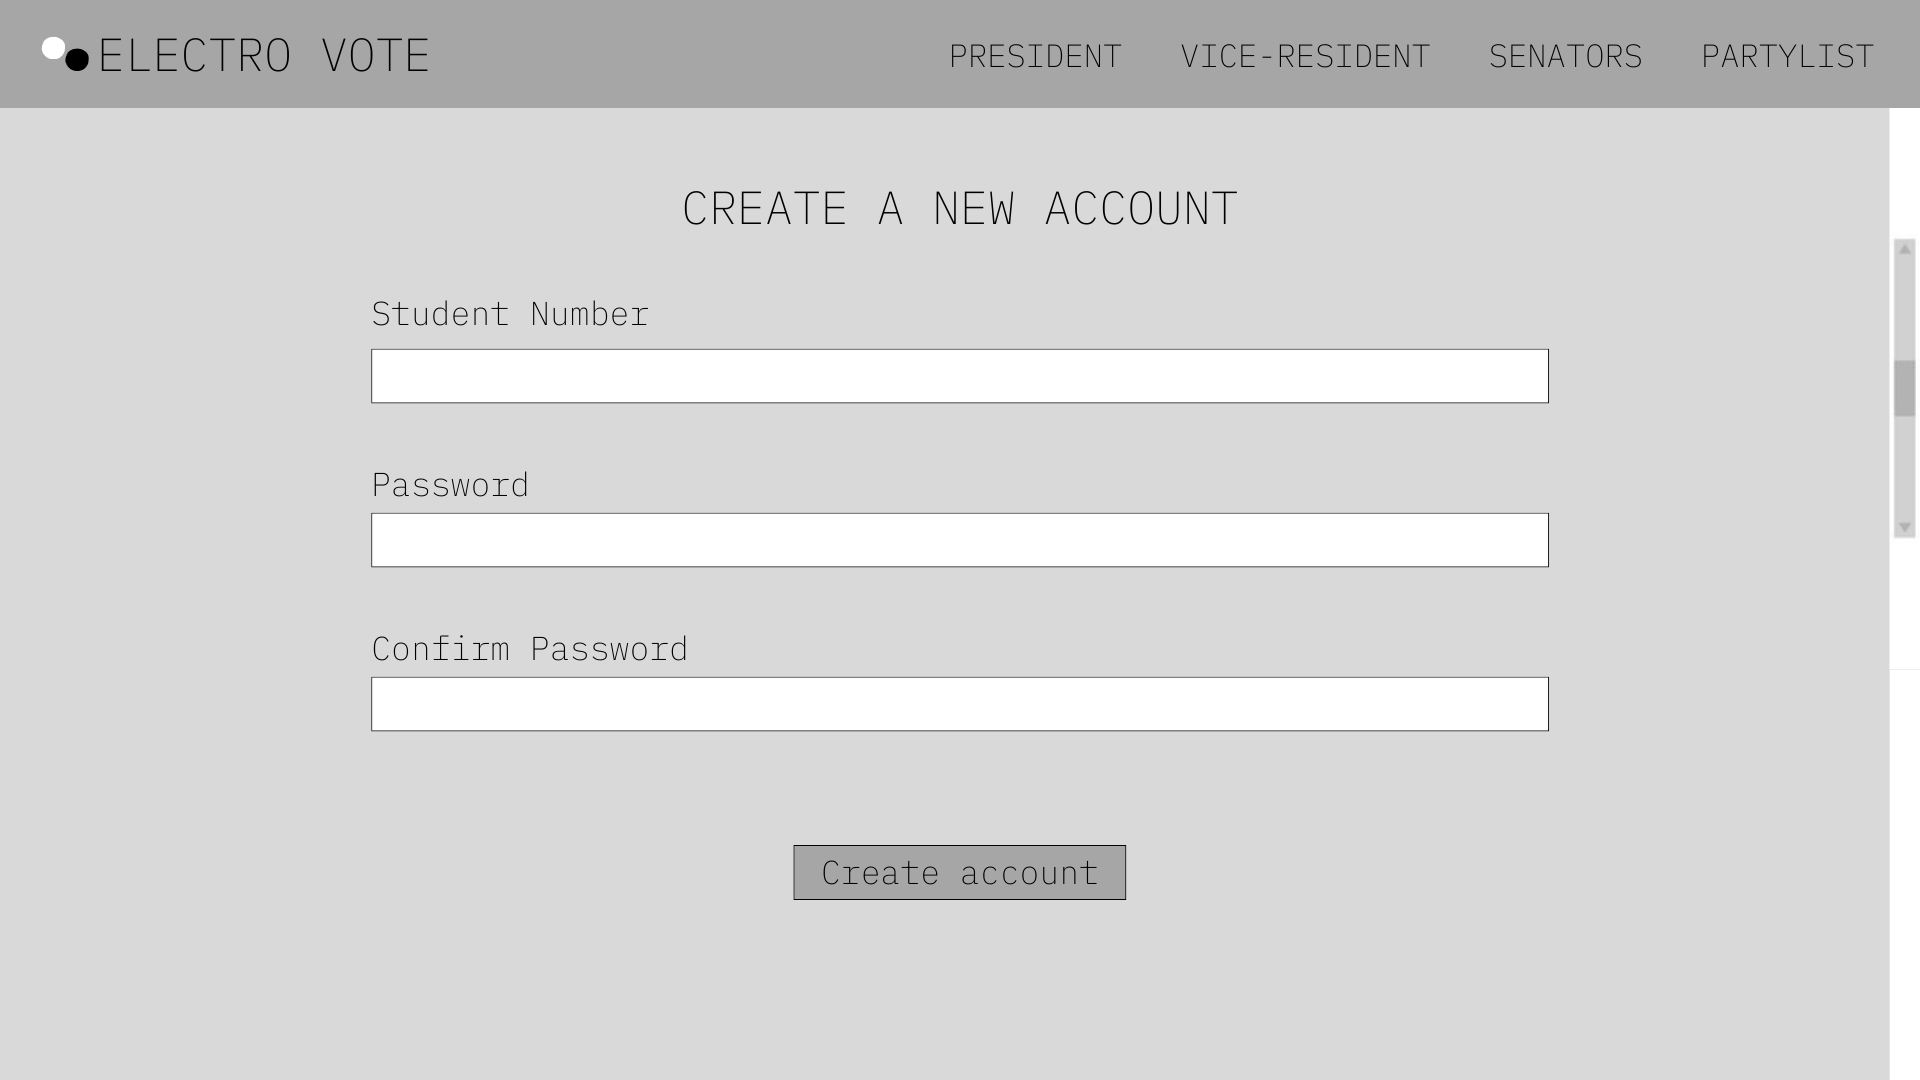 ELECTRO VOTE
PRESIDENT VICE-RESIDENT SENATORS PARTYLIST
CREATE A NEW ACCOUNT
Student Number
Password
Confirm Password
Create account